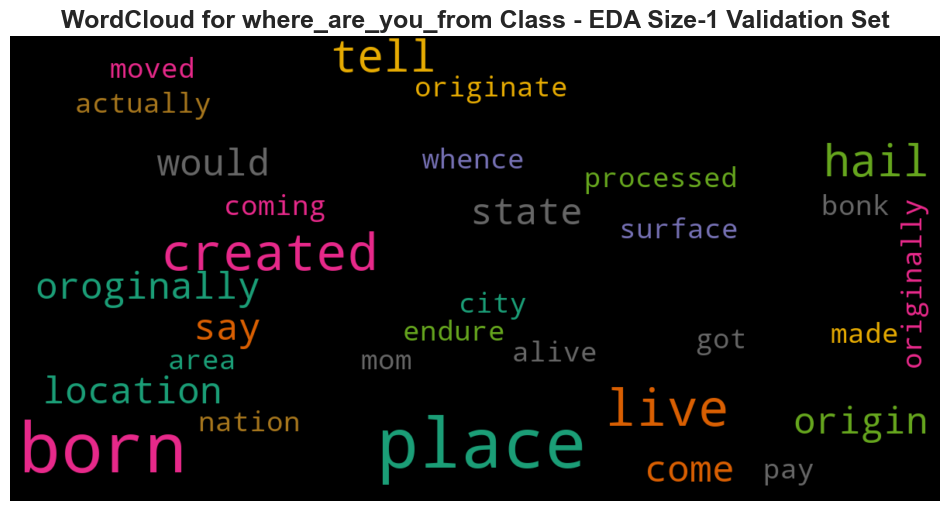 WordCloud for where_are_you_from Class - EDA Size-1 Validation Set
tell
moved
originate
actually
would
whence
hail
processed
coming
state
bonk
surface
originally
created
oroginally
city
say
endure
made
got
alive
area
mom
location
live
nation
origin
born
place
come
pay